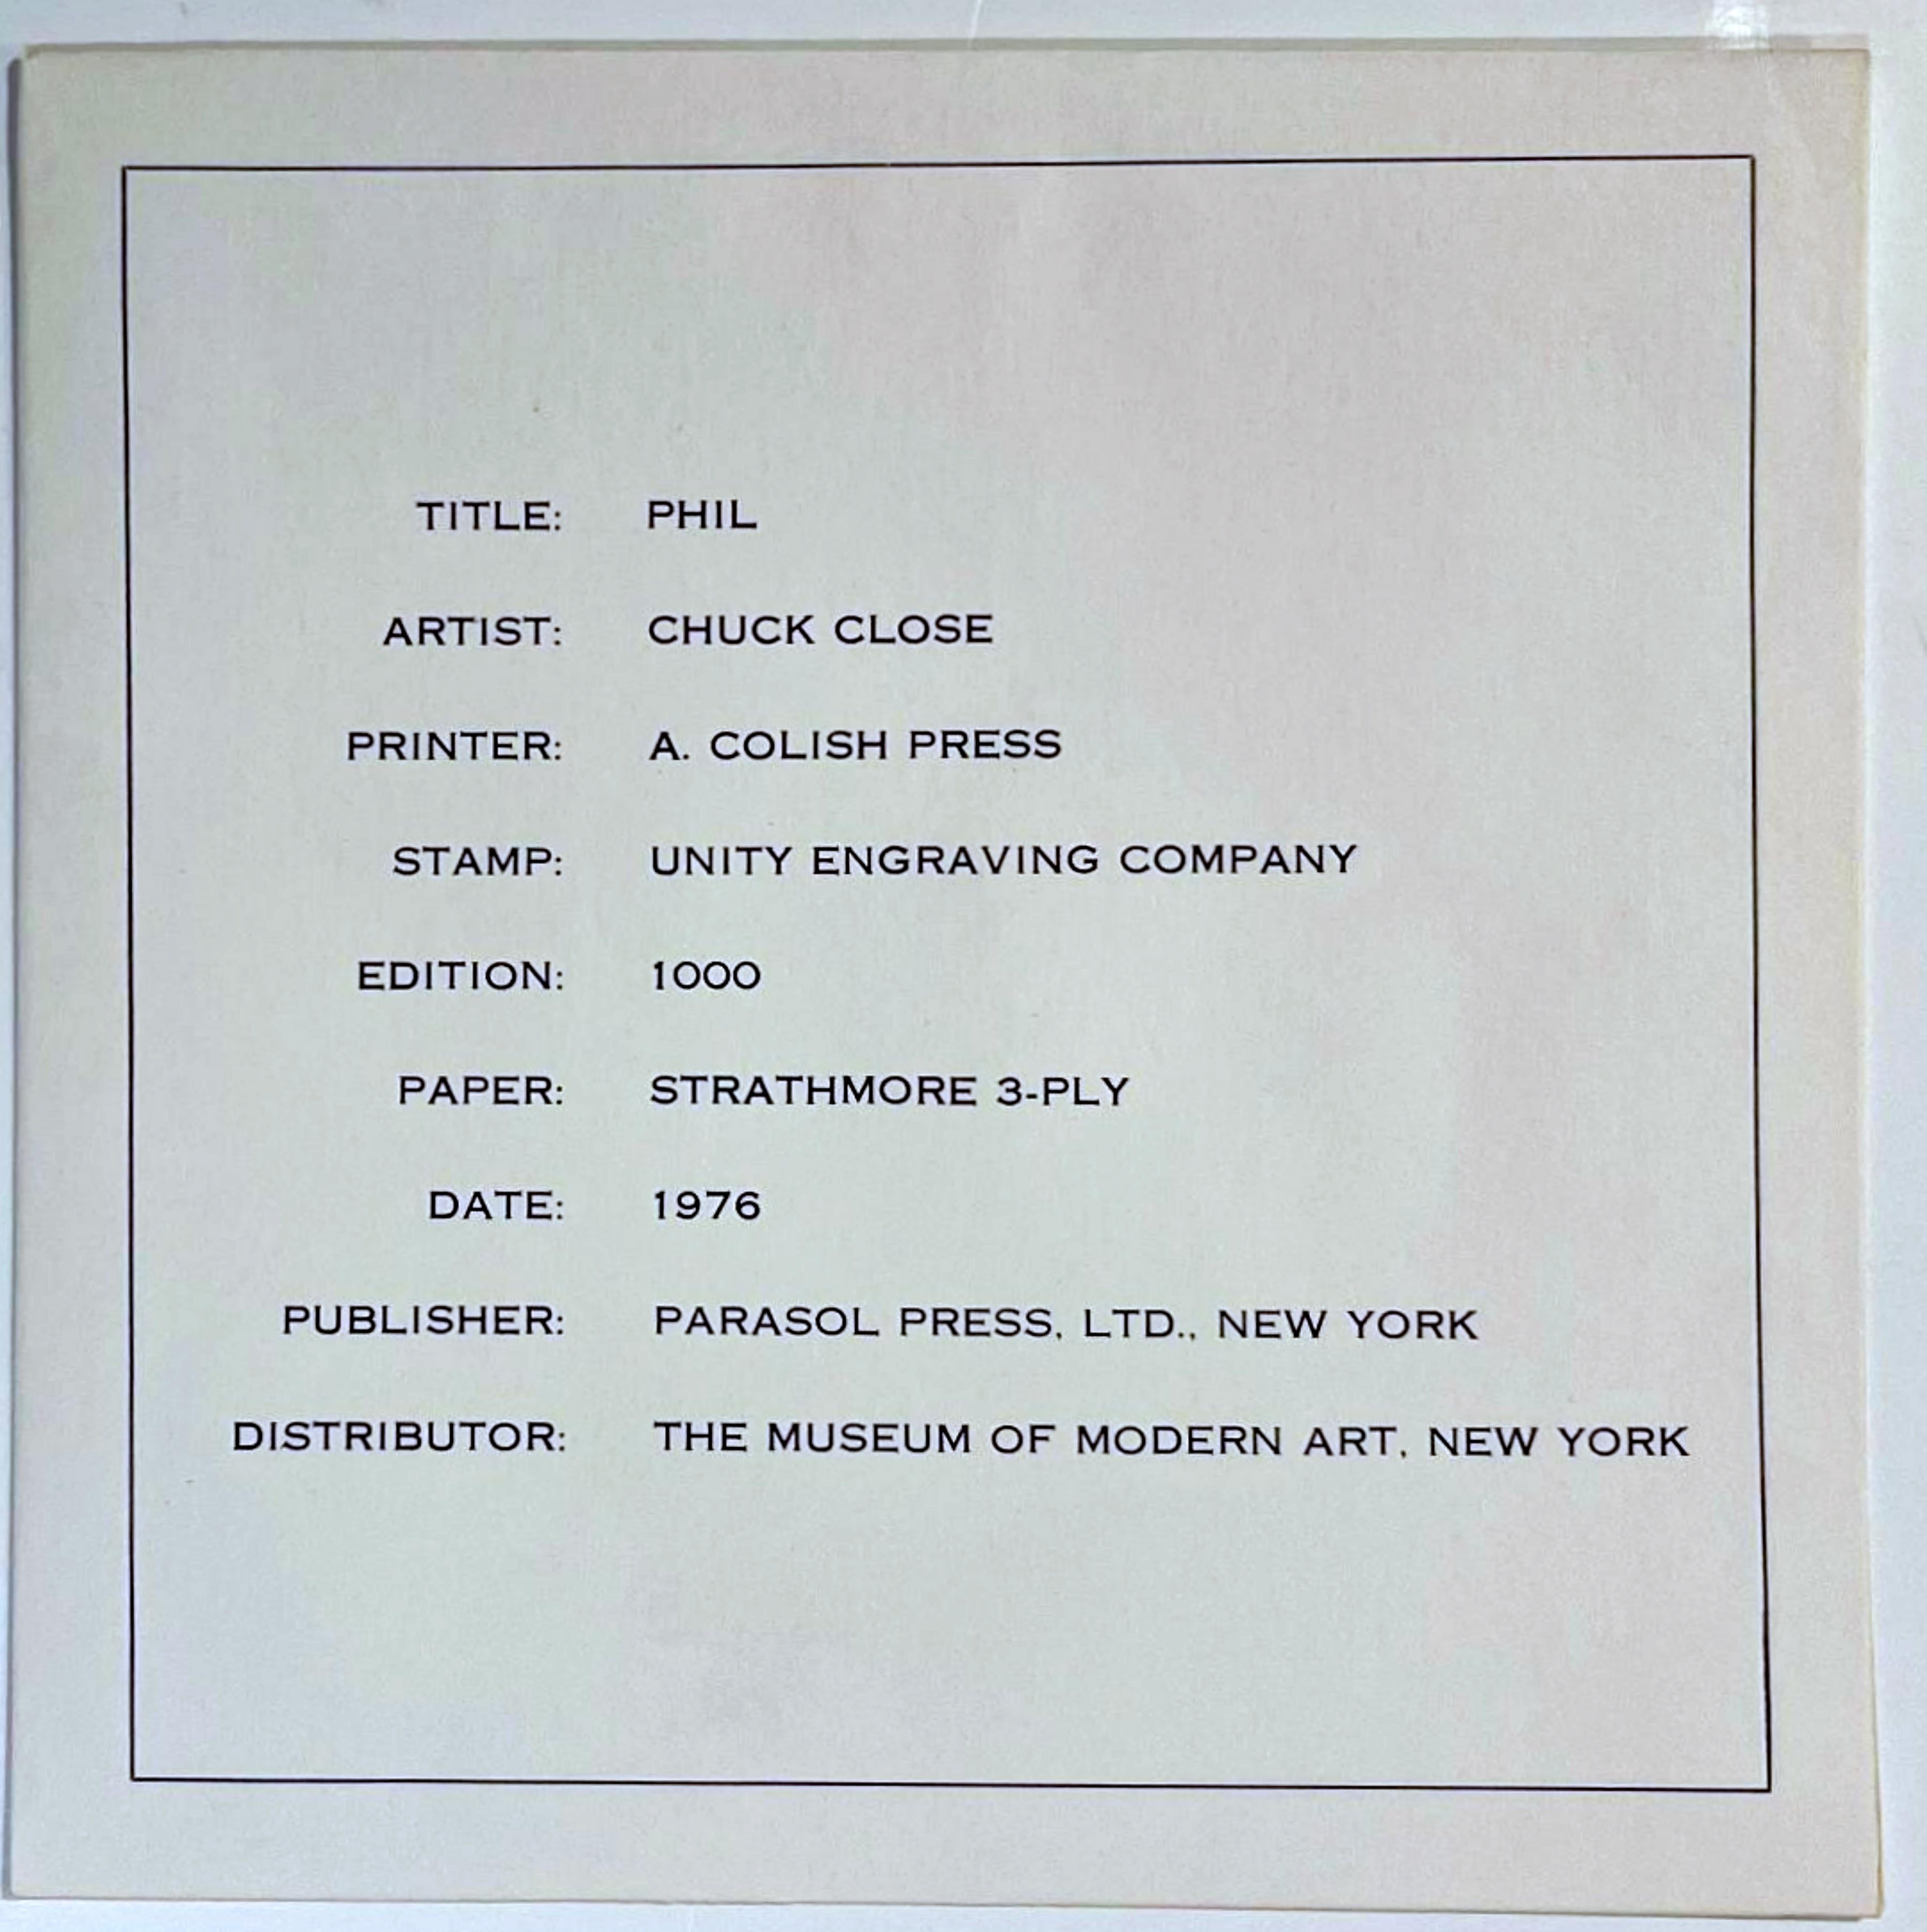 TITLE: PHIL
ARTIST: CHUCK CLOSE
PRINTER: A. COLISH PRESS
STAMP: UNITY ENGRAVING COMPANY
EDITION: 1000
PAPER: STRATHMORE 3-PLY
DATE: 1976
PUBLISHER: PARASOL PRESS, LTD., NEW YORK
DISTRIBUTOR: THE MUSEUM OF MODERN ART, NEW YORK